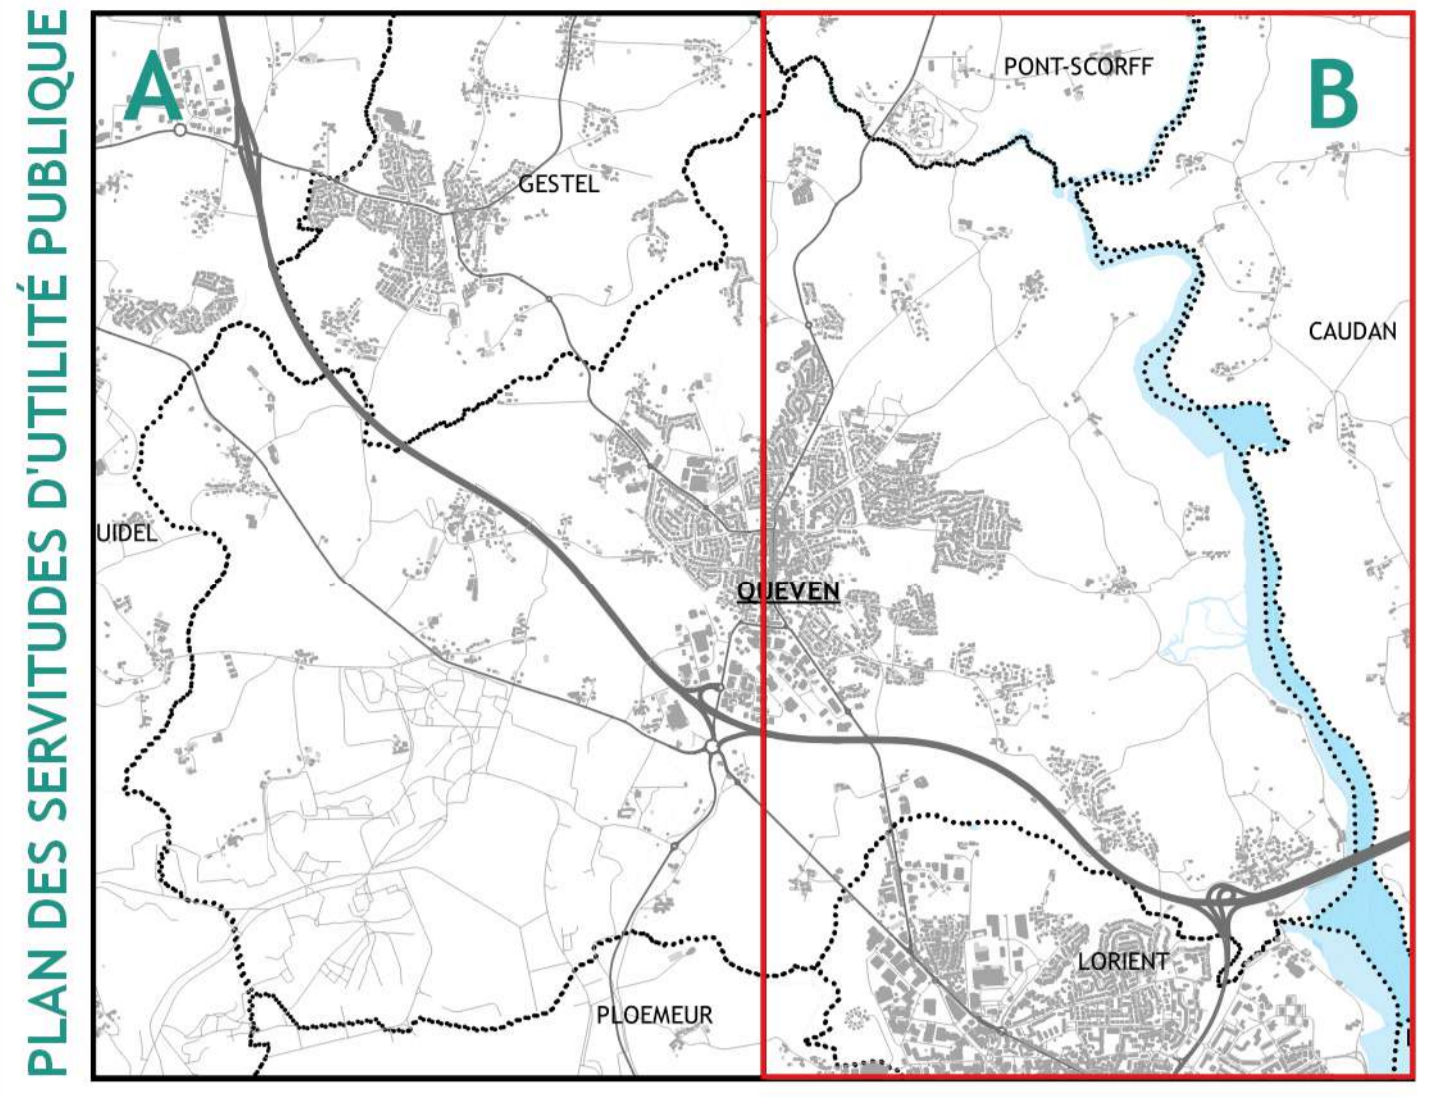 PLAN DES SERVITUDES D'UTILITÉ PUBLIQUE
A
B
PONT-SCORFF
GESTEL
CAUDAN
UIDEL
QUEVEN
LORIENT
PLOEMEUR